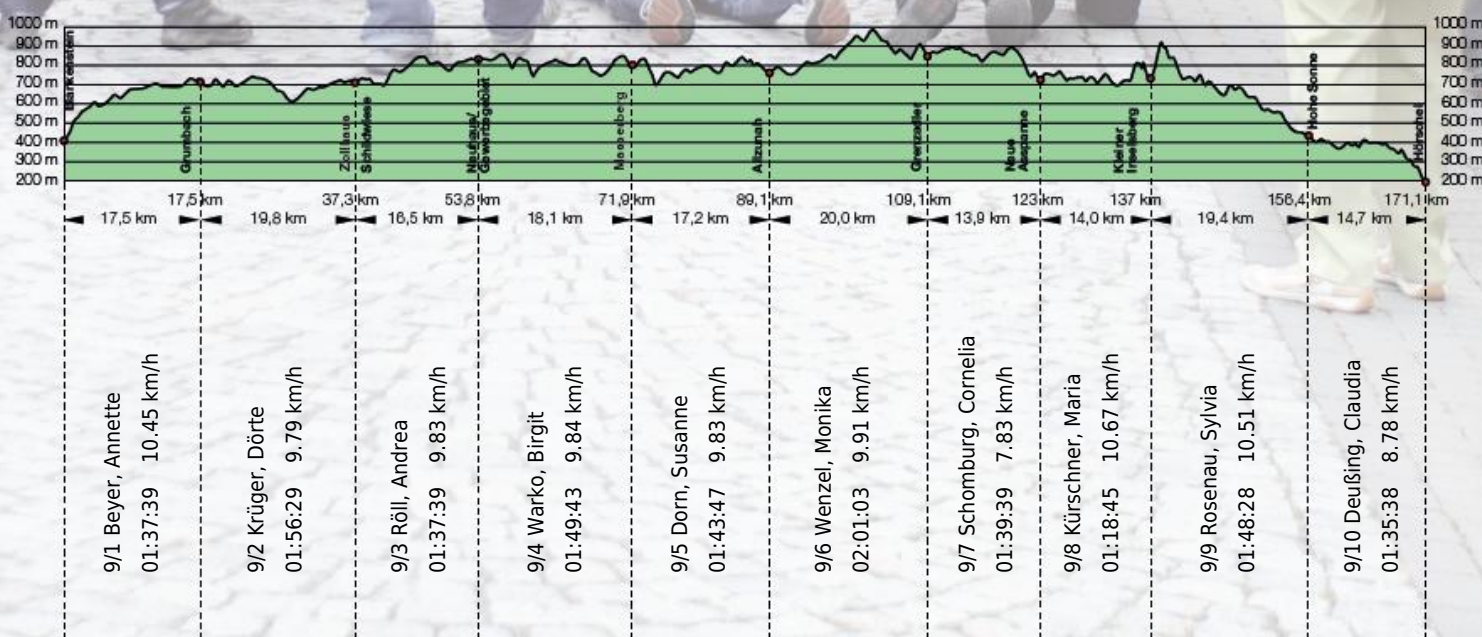 1000 m
900 m
800 m
700 m
600 m
500 m
400 m
300 m
200 m
1000 m
900 m
800 m
700 m
600 m
500 m
400 m
300 m
200 m
Blankenstein
Grumbach
Zollhaus
Schildwiese
Neuhaus/
Masserberg
Allzunah
Grenzadler
Neue
Ausspanne
Kleiner
Inselsberg
Hohe Sonne
Hörschel
17,5 km
37,3 km
53,8 km
71,9 km
89,1 km
109,1 km
123 km
137 km
156,4 km
171,1 km
17,5 km
19,8 km
16,5 km
18,1 km
17,2 km
20,0 km
13,9 km
14,0 km
19,4 km
14,7 km
9/1 Beyer, Annette
01:37:39 10.45 km/h
9/2 Krüger, Dörte
01:56:29 9.79 km/h
9/3 Röll, Andrea
01:37:39 9.83 km/h
9/4 Warko, Birgit
01:49:43 9.84 km/h
9/5 Dorn, Susanne
01:43:47 9.83 km/h
9/6 Wenzel, Monika
02:01:03 9.91 km/h
9/7 Schomburg, Cornelia
01:39:39 7.83 km/h
9/8 Kürschner, Maria
01:18:45 10.67 km/h
9/9 Rosenau, Sylvia
01:48:28 10.51 km/h
9/10 Deußing, Claudia
01:35:38 8.78 km/h